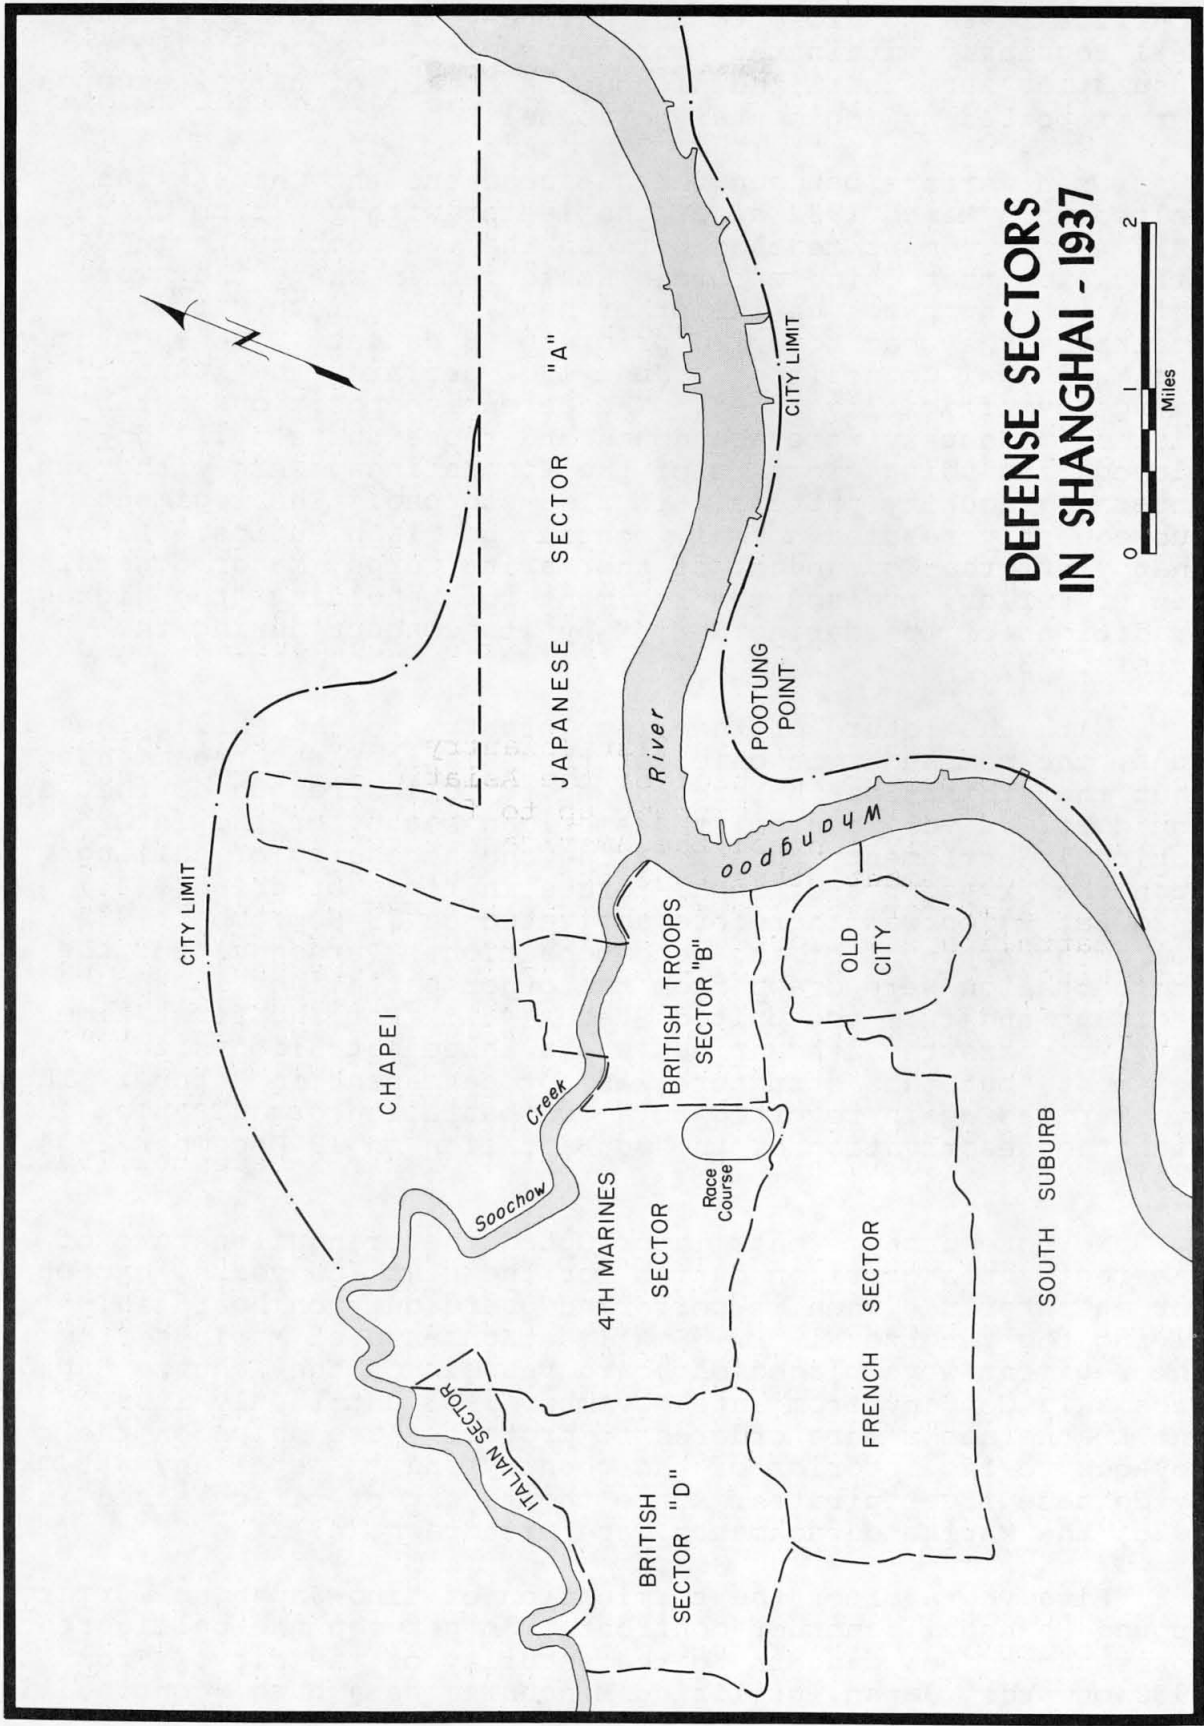 DEFENSE SECTORS
IN SHANGHAI - 1937
0 1 2
Miles
N
CITY LIMIT
CHAPEI
JAPANESE SECTOR "A"
Soochow Creek
River
Whangpoo
CITY LIMIT
POOTUNG
POINT
ITALIAN SECTOR
4TH MARINES
SECTOR
Race
Course
BRITISH TROOPS
SECTOR "B"
BRITISH
SECTOR "D"
OLD
CITY
FRENCH SECTOR
SOUTH SUBURB